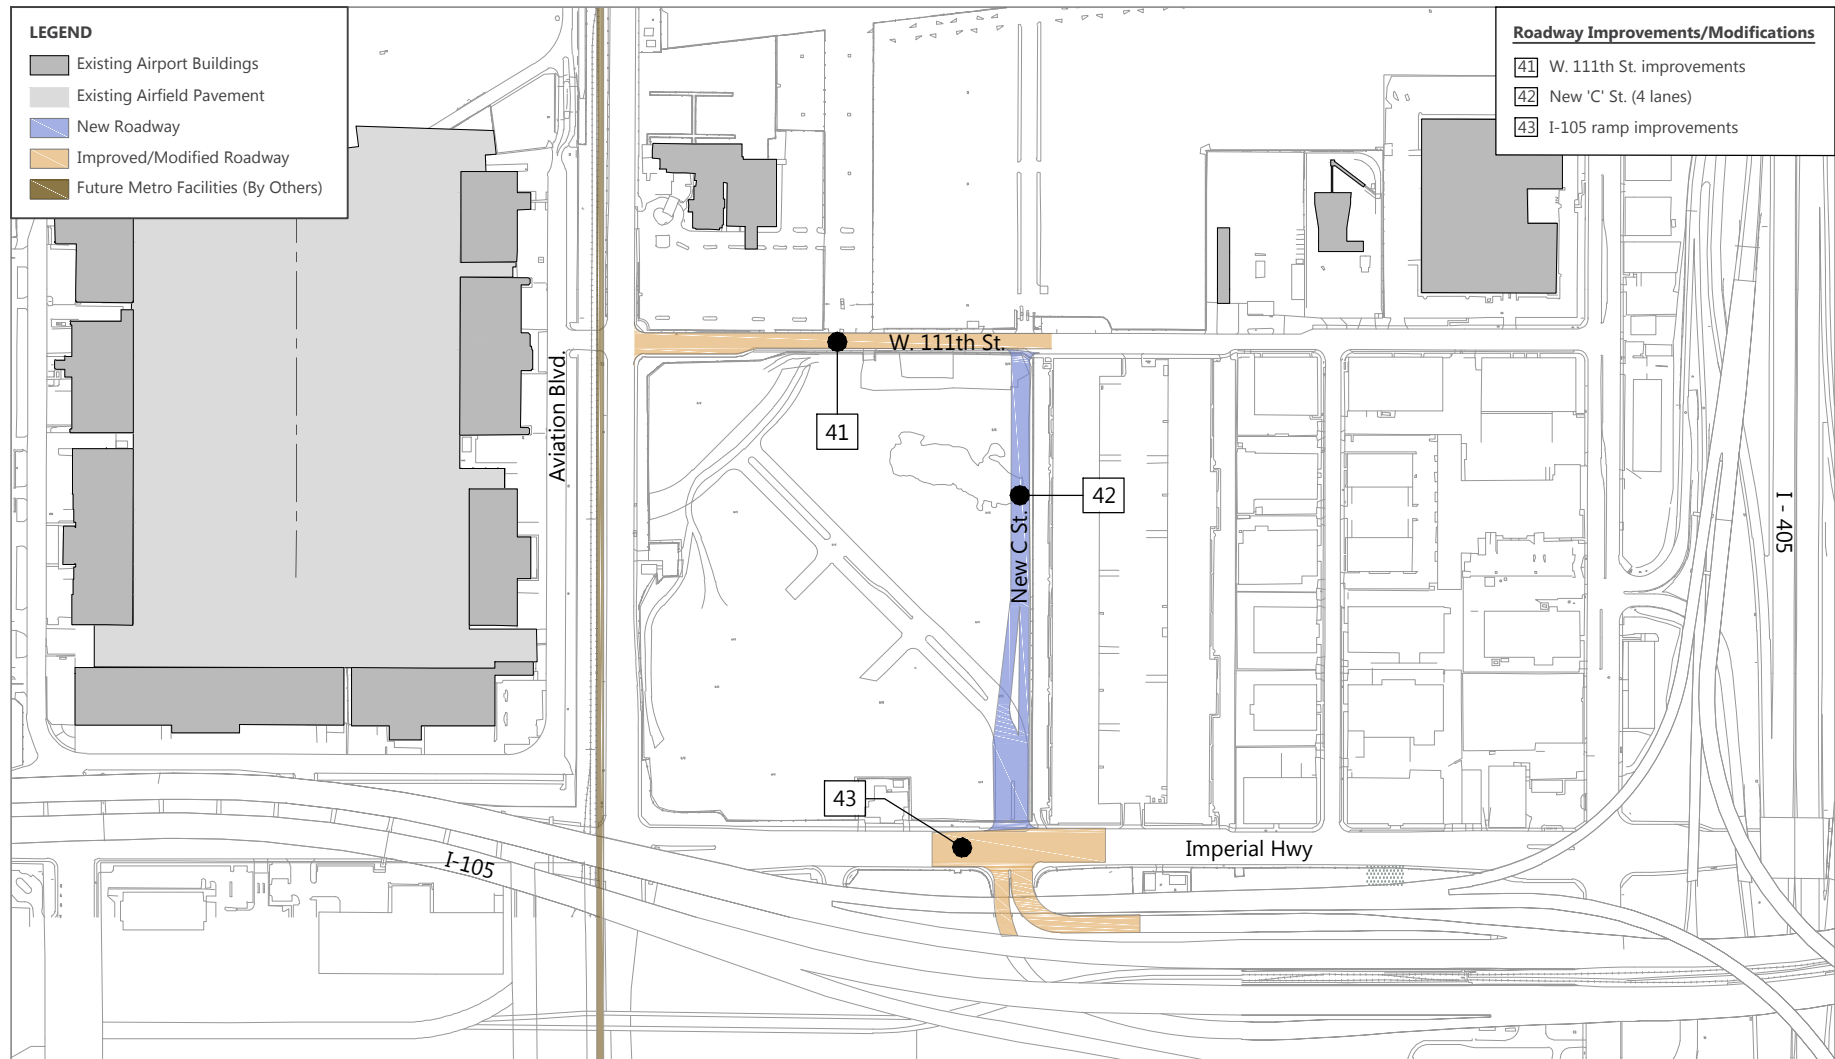 LEGEND
Existing Airport Buildings
Existing Airfield Pavement
New Roadway
Improved/Modified Roadway
Future Metro Facilities (By Others)
Roadway Improvements/Modifications
41 W. 111th St. improvements
42 New 'C' St. (4 lanes)
43 I-105 ramp improvements
W. 111th St.
Aviation Blvd.
41
42
New C St.
I - 405
43
Imperial Hwy
I-105